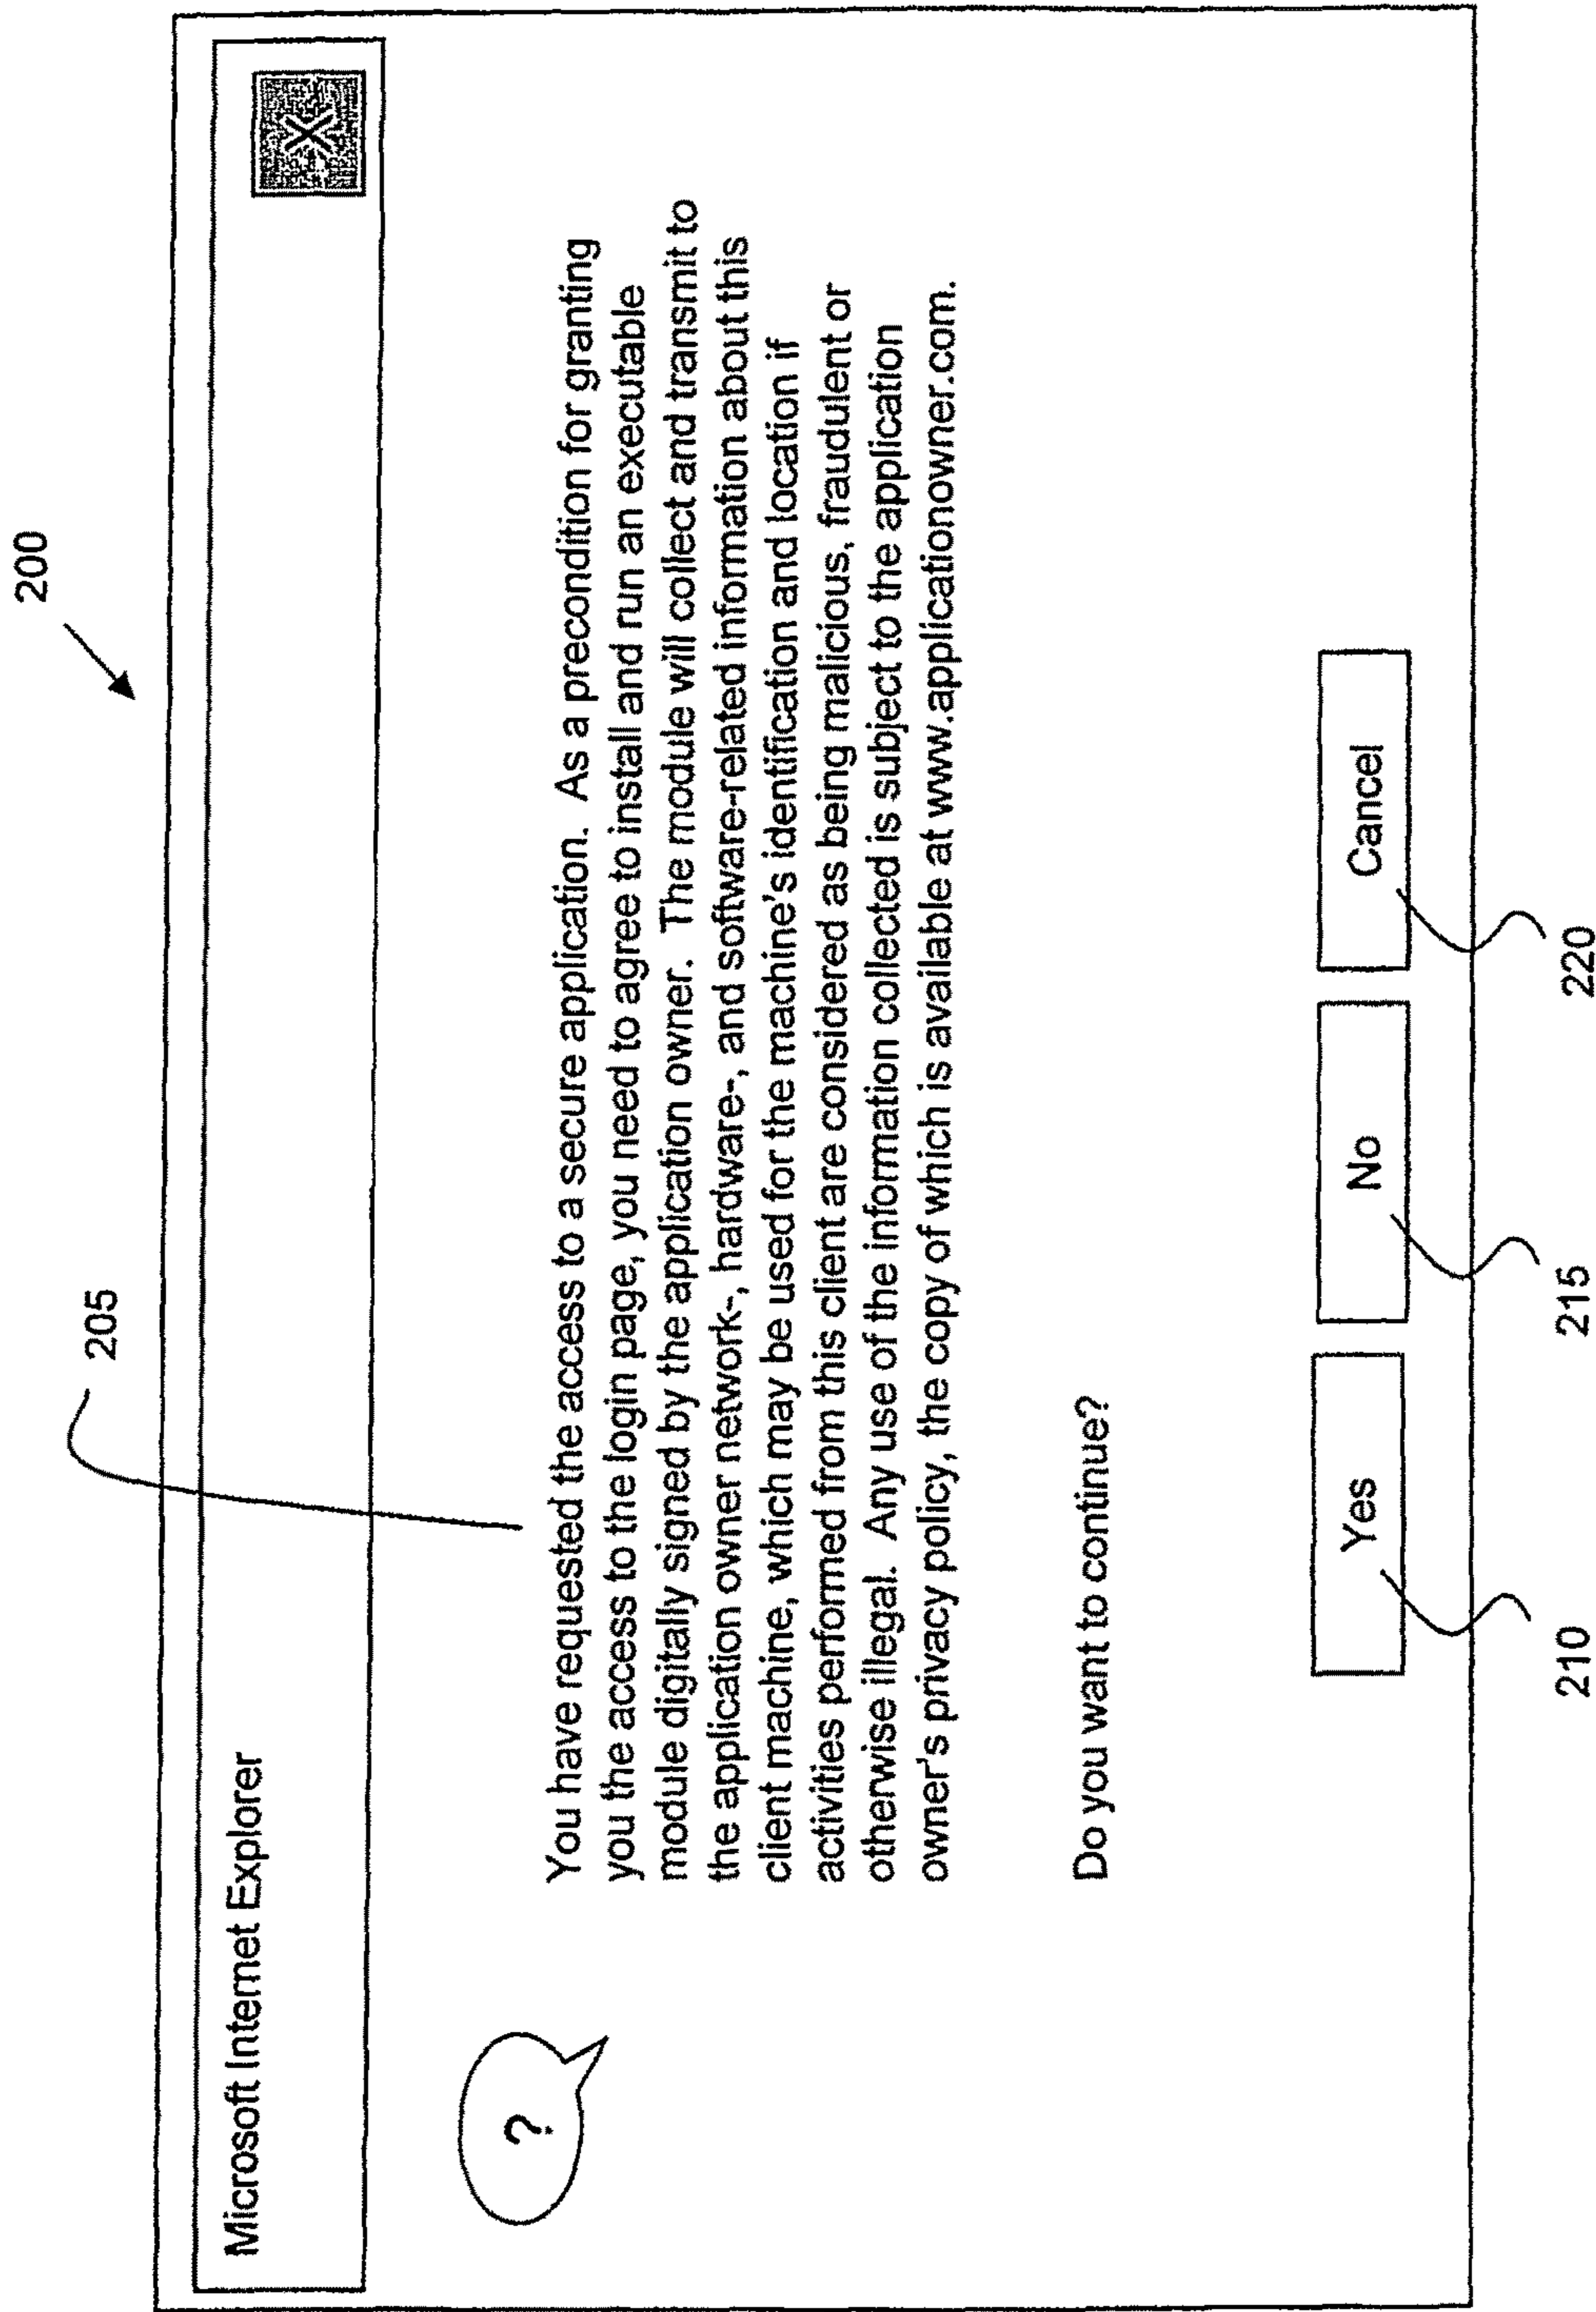 200
205
Microsoft Internet Explorer
X
?
You have requested the access to a secure application. As a precondition for granting
you the access to the login page, you need to agree to install and run an executable
module digitally signed by the application owner. The module will collect and transmit to
the application owner network-, hardware-, and software-related information about this
client machine, which may be used for the machine's identification and location if
activities performed from this client are considered as being malicious, fraudulent or
otherwise illegal. Any use of the information collected is subject to the application
owner's privacy policy, the copy of which is available at www.applicationowner.com.
Do you want to continue?
Yes
No
Cancel
210
215
220